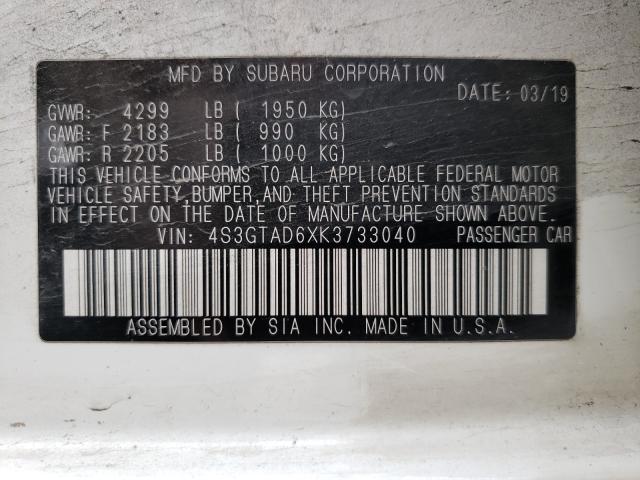 MFD BY SUBARU CORPORATION
DATE: 03/19
GVWR: 4299 LB ( 1950 KG)
GAWR: F 2183 LB ( 990 KG)
GAWR: R 2205 LB ( 1000 KG)
THIS VEHICLE CONFORMS TO ALL APPLICABLE FEDERAL MOTOR
VEHICLE SAFETY, BUMPER, AND THEFT PREVENTION STANDARDS
IN EFFECT ON THE DATE OF MANUFACTURE SHOWN ABOVE.
VIN: 4S3GTAD6XK3733040 PASSENGER CAR
ASSEMBLED BY SIA INC. MADE IN U.S.A.